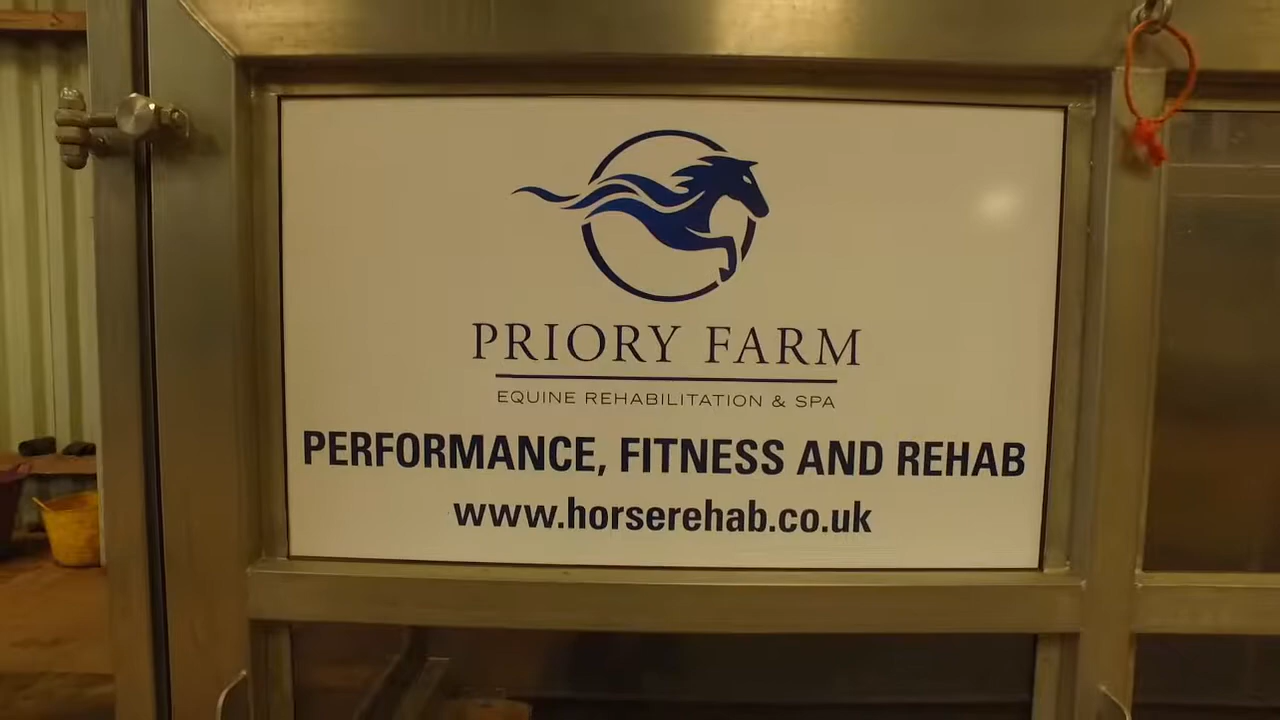 PRIORY FARM
EQUINE REHABILITATION & SPA
PERFORMANCE, FITNESS AND REHAB
www.horserehab.co.uk